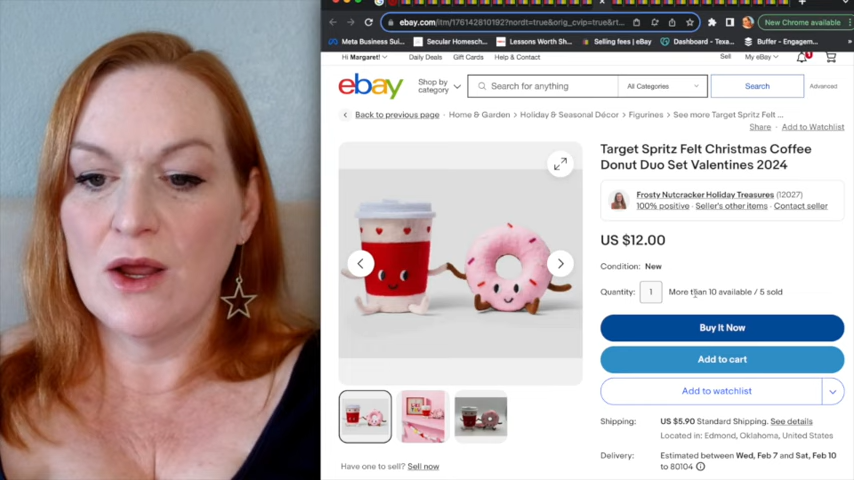 ebay.com/itm/176142810192?nordt=true&orig_cvip=true&rt...
New Chrome available
Meta Business Sui...
Secular Homesch...
Lessons Worth Sh...
Selling fees | eBay
Dashboard – Texa...
Buffer – Engagem...
Hi Margaret!
Daily Deals
Gift Cards
Help & Contact
Sell
My eBay
1
ebay
Shop by
category
Search for anything
All Categories
Search
Advanced
Back to previous page
Home & Garden > Holiday & Seasonal Décor > Figurines > See more Target Spritz Felt ...
Share
Add to Watchlist
Target Spritz Felt Christmas Coffee
Donut Duo Set Valentines 2024
Frosty Nutcracker Holiday Treasures (12027)
100% positive · Seller's other items · Contact seller
US $12.00
Condition: New
Quantity: 1 More than 10 available / 5 sold
Buy It Now
Add to cart
Add to watchlist
Shipping: US $5.90 Standard Shipping. See details
Located in: Edmond, Oklahoma, United States
Delivery: Estimated between Wed, Feb 7 and Sat, Feb 10
to 80104
Have one to sell? Sell now